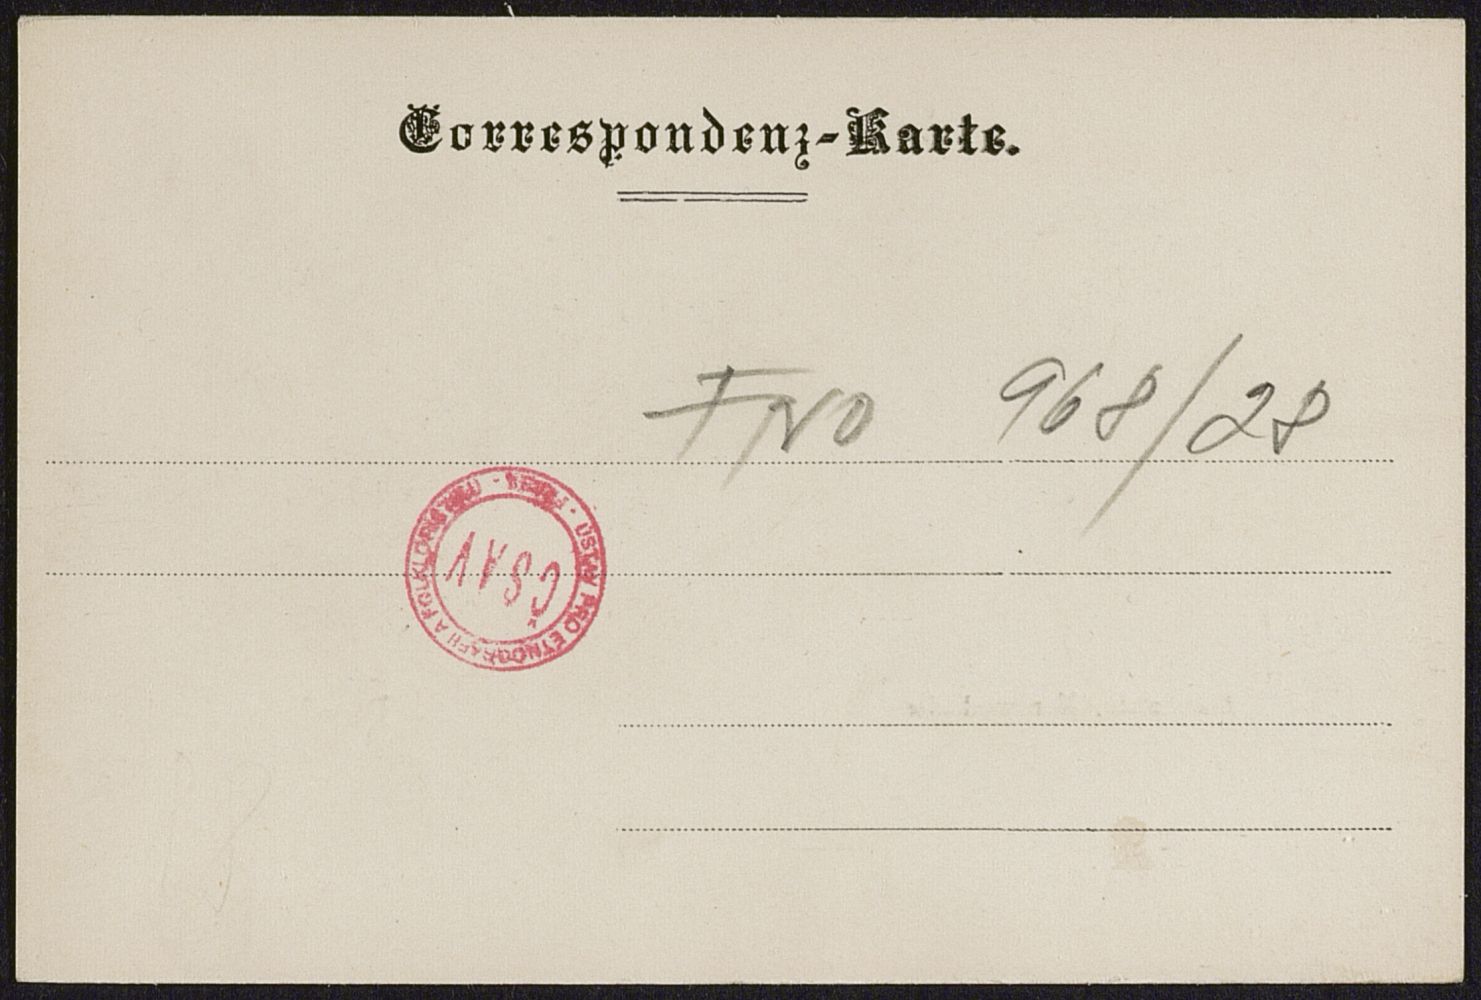 Correspondenz-Karte.
FNO 968/28
ÚSTAV PRO ETNOGRAFII A FOLKLORISTIKU
ČSAV